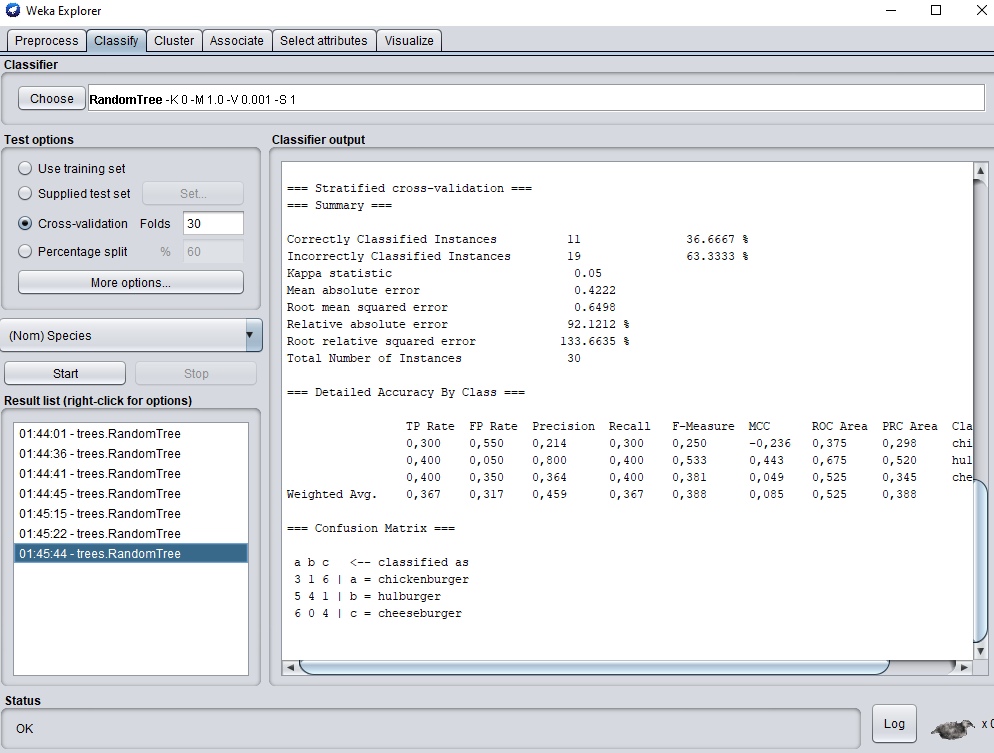 Weka Explorer
Preprocess Classify Cluster Associate Select attributes Visualize
Classifier
Choose RandomTree -K 0 -M 1.0 -V 0.001 -S 1
Test options
Use training set
Supplied test set Set...
Cross-validation Folds 30
Percentage split % 60
More options...
(Nom) Species
Start Stop
Result list (right-click for options)
01:44:01 - trees.RandomTree
01:44:36 - trees.RandomTree
01:44:41 - trees.RandomTree
01:44:45 - trees.RandomTree
01:45:15 - trees.RandomTree
01:45:22 - trees.RandomTree
01:45:44 - trees.RandomTree
Classifier output
=== Stratified cross-validation ===
=== Summary ===
Correctly Classified Instances 11 36.6667 %
Incorrectly Classified Instances 19 63.3333 %
Kappa statistic 0.05
Mean absolute error 0.4222
Root mean squared error 0.6498
Relative absolute error 92.1212 %
Root relative squared error 133.6635 %
Total Number of Instances 30
=== Detailed Accuracy By Class ===
TP Rate FP Rate Precision Recall F-Measure MCC ROC Area PRC Area Cla
0,300 0,550 0,214 0,300 0,250 -0,236 0,375 0,298 chi
0,400 0,050 0,800 0,400 0,533 0,443 0,675 0,520 hul
0,400 0,350 0,364 0,400 0,381 0,049 0,525 0,345 che
Weighted Avg. 0,367 0,317 0,459 0,367 0,388 0,085 0,525 0,388
=== Confusion Matrix ===
a b c <-- classified as
3 1 6 | a = chickenburger
5 4 1 | b = hulburger
6 0 4 | c = cheeseburger
Status
OK
Log x 0